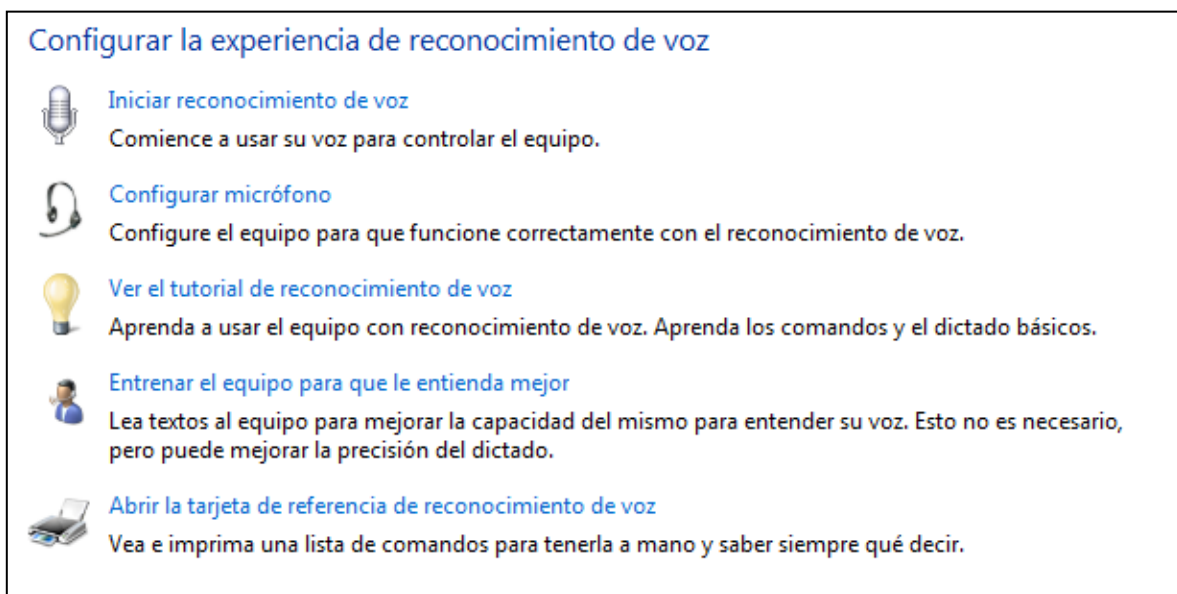 Configurar la experiencia de reconocimiento de voz
Iniciar reconocimiento de voz
Comience a usar su voz para controlar el equipo.
Configurar micrófono
Configure el equipo para que funcione correctamente con el reconocimiento de voz.
Ver el tutorial de reconocimiento de voz
Aprenda a usar el equipo con reconocimiento de voz. Aprenda los comandos y el dictado básicos.
Entrenar el equipo para que le entienda mejor
Lea textos al equipo para mejorar la capacidad del mismo para entender su voz. Esto no es necesario,
pero puede mejorar la precisión del dictado.
Abrir la tarjeta de referencia de reconocimiento de voz
Vea e imprima una lista de comandos para tenerla a mano y saber siempre qué decir.